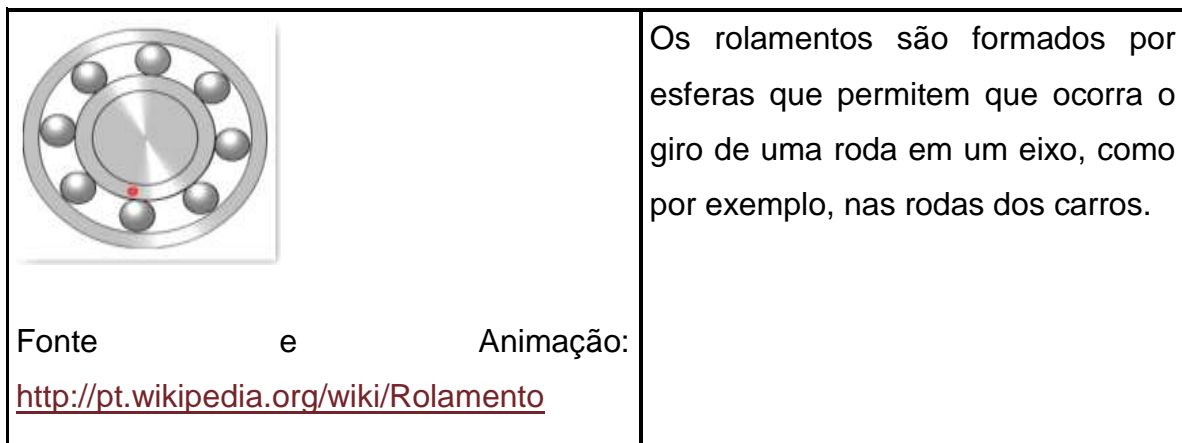 Os rolamentos são formados por
esferas que permitem que ocorra o
giro de uma roda em um eixo, como
por exemplo, nas rodas dos carros.
Fonte e Animação:
http://pt.wikipedia.org/wiki/Rolamento